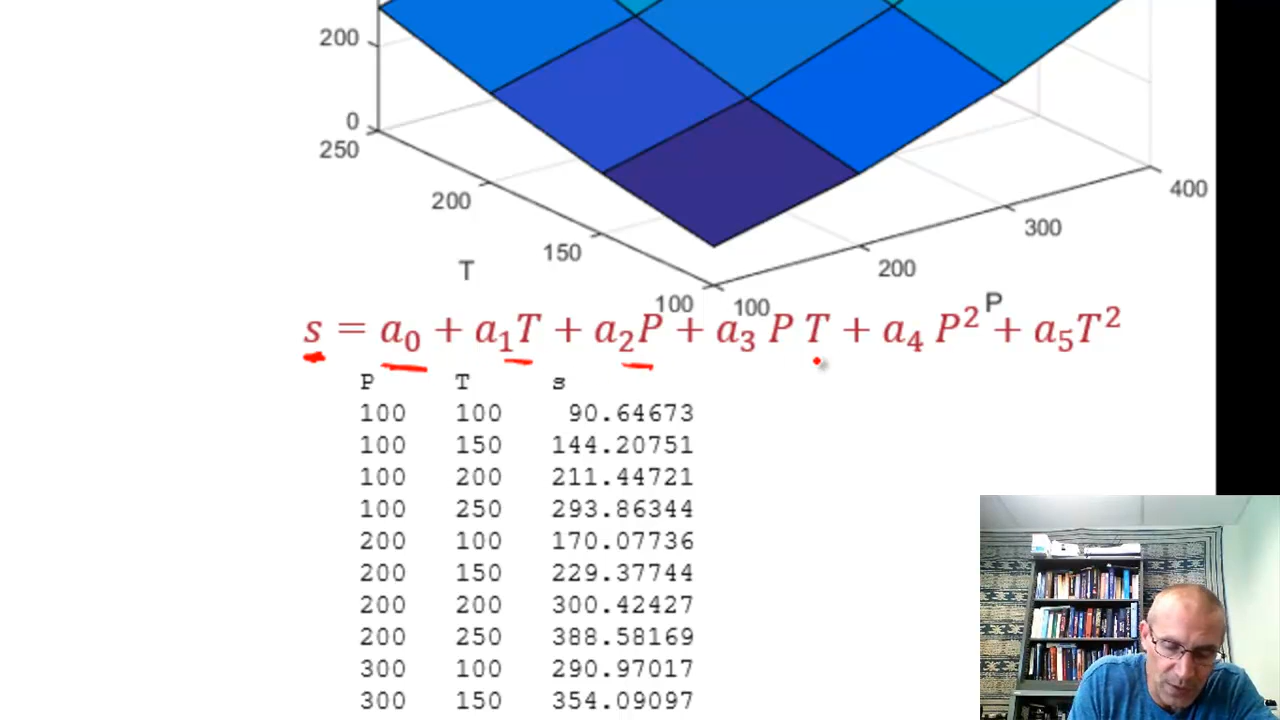 200
0
250
200
150
100
T
100
200
300
400
P
s = a₀ + a₁T + a₂P + a₃ P T + a₄ P² + a₅T²
P T s
100 100 90.64673
100 150 144.20751
100 200 211.44721
100 250 293.86344
200 100 170.07736
200 150 229.37744
200 200 300.42427
200 250 388.58169
300 100 290.97017
300 150 354.09097